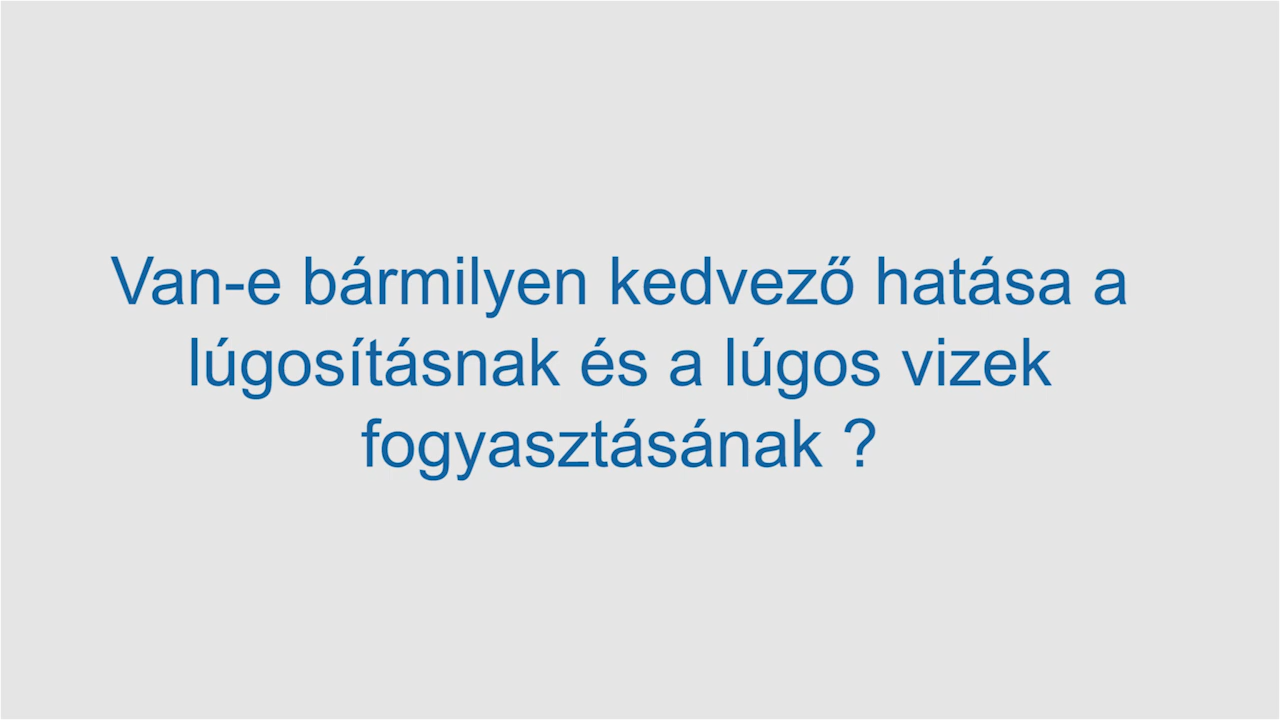 Van-e bármilyen kedvező hatása a
lúgosításnak és a lúgos vizek
fogyasztásának ?